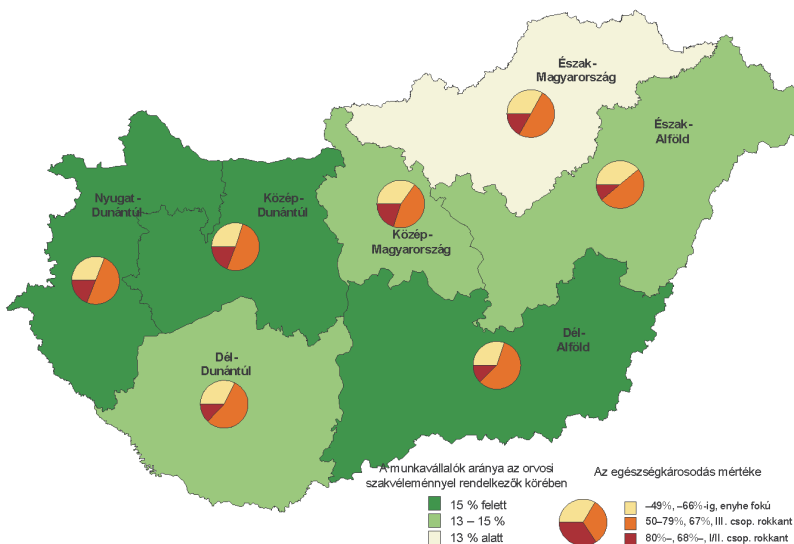 Észak-
Magyarország
Észak-
Alföld
Nyugat-
Dunántúl
Közép-
Dunántúl
Közép-
Magyarország
Dél-
Alföld
Dél-
Dunántúl
A munkavállalók aránya az orvosi
szakvéleménnyel rendelkezők körében
15 % felett
13 – 15 %
13 % alatt
Az egészségkárosodás mértéke
–49%, –66%-ig, enyhe fokú
50–79%, 67%, III. csop. rokkant
80%–, 68%–, I/II. csop. rokkant